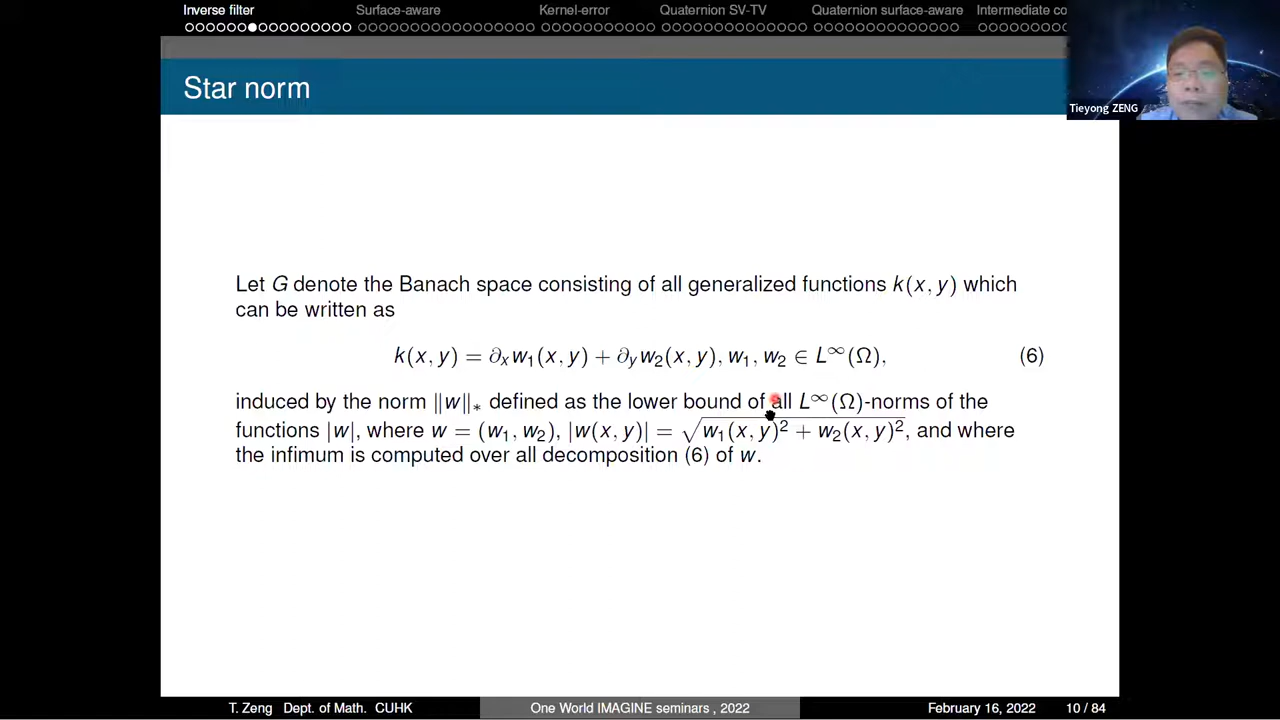 Inverse filter Surface-aware Kernel-error Quaternion SV-TV Quaternion surface-aware Intermediate co
Star norm
Tieyong ZENG
Let G denote the Banach space consisting of all generalized functions k(x, y) which
can be written as
k(x, y) = ∂ₓw₁(x, y) + ∂ᵧw₂(x, y), w₁, w₂ ∈ L^∞(Ω), (6)
induced by the norm ‖w‖∗ defined as the lower bound of all L^∞(Ω)-norms of the
functions |w|, where w = (w₁, w₂), |w(x, y)| = √(w₁(x, y)² + w₂(x, y)²), and where
the infimum is computed over all decomposition (6) of w.
T. Zeng Dept. of Math. CUHK One World IMAGINE seminars , 2022 February 16, 2022 10 / 84